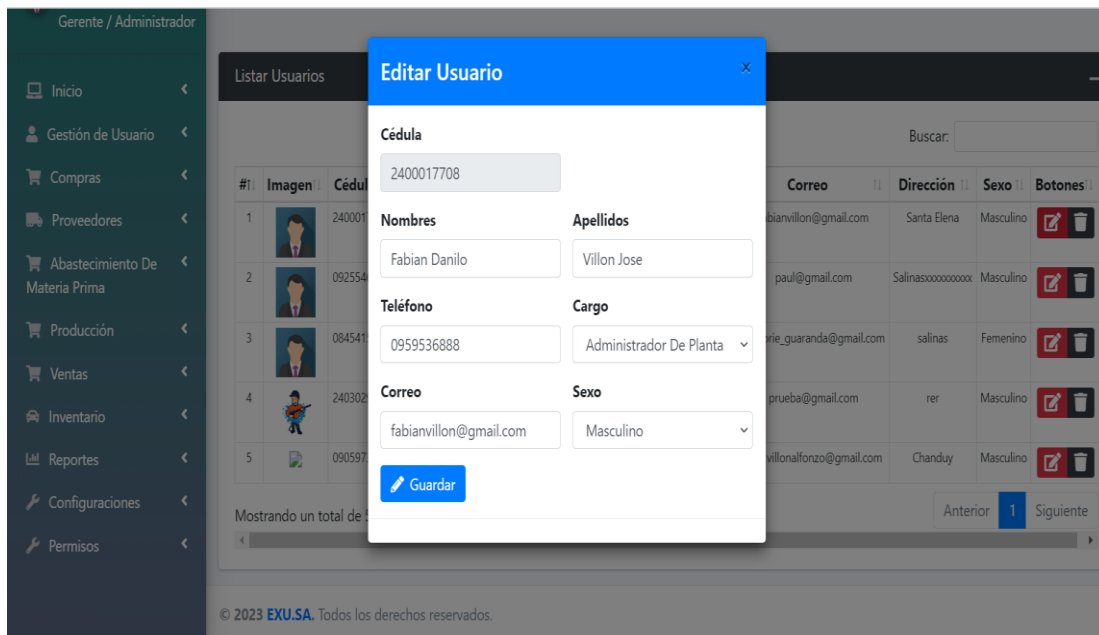 Gerente / Administrador
Inicio
Gestión de Usuario
Compras
Proveedores
Abastecimiento De
Materia Prima
Producción
Ventas
Inventario
Reportes
Configuraciones
Permisos
Listar Usuarios
Buscar:
# Imagen Correo Dirección Sexo Botones
1 Santa Elena Masculino
2 paul@gmail.com Masculino
3 salinas Femenino
4 prueba@gmail.com rer Masculino
5 Chanduy Masculino
Mostrando un total de
Anterior 1 Siguiente
Editar Usuario ×
Cédula
2400017708
Nombres Apellidos
Fabian Danilo Villon Jose
Teléfono Cargo
0959536888 Administrador De Planta
Correo Sexo
fabianvillon@gmail.com Masculino
Guardar
© 2023 EXU.SA. Todos los derechos reservados.